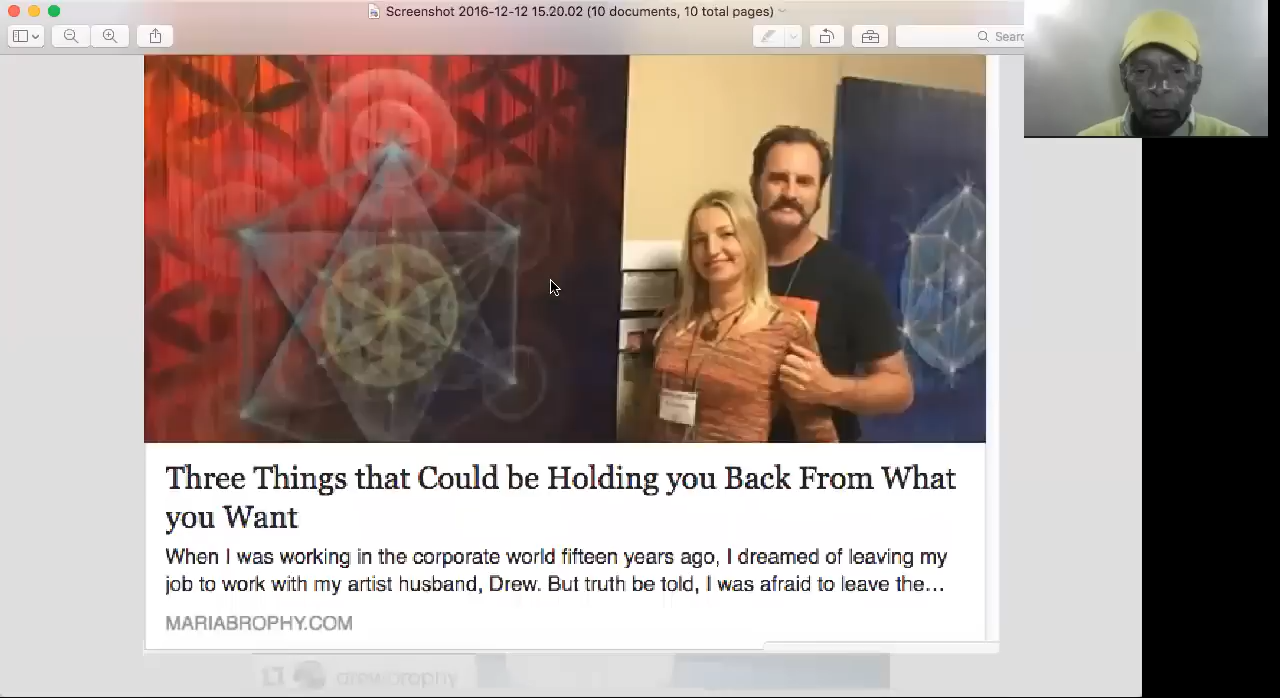 Screenshot 2016-12-12 15.20.02 (10 documents, 10 total pages)
Sear
Three Things that Could be Holding you Back From What
you Want
When I was working in the corporate world fifteen years ago, I dreamed of leaving my
job to work with my artist husband, Drew. But truth be told, I was afraid to leave the...
MARIABROPHY.COM
drewbrophy